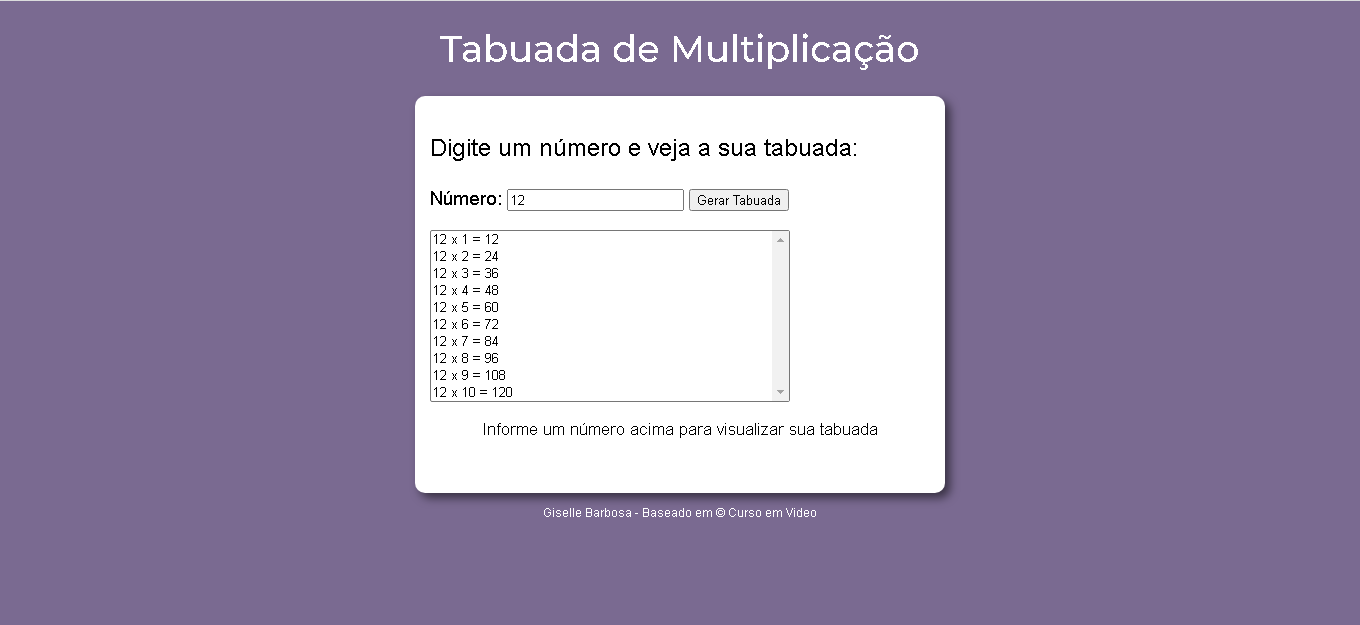 Tabuada de Multiplicação
Digite um número e veja a sua tabuada:
Número: 12 Gerar Tabuada
12 x 1 = 12
12 x 2 = 24
12 x 3 = 36
12 x 4 = 48
12 x 5 = 60
12 x 6 = 72
12 x 7 = 84
12 x 8 = 96
12 x 9 = 108
12 x 10 = 120
Informe um número acima para visualizar sua tabuada
Giselle Barbosa - Baseado em © Curso em Video